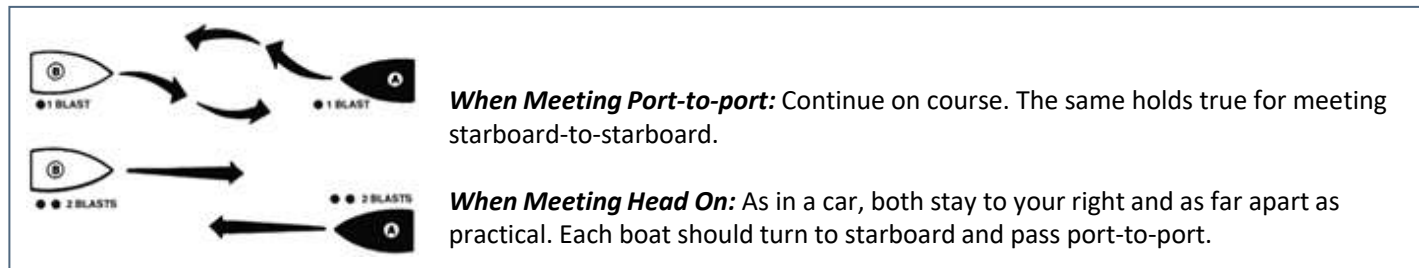 B
1 BLAST
A
1 BLAST
B
2 BLASTS
2 BLASTS
A
When Meeting Port-to-port: Continue on course. The same holds true for meeting
starboard-to-starboard.
When Meeting Head On: As in a car, both stay to your right and as far apart as
practical. Each boat should turn to starboard and pass port-to-port.